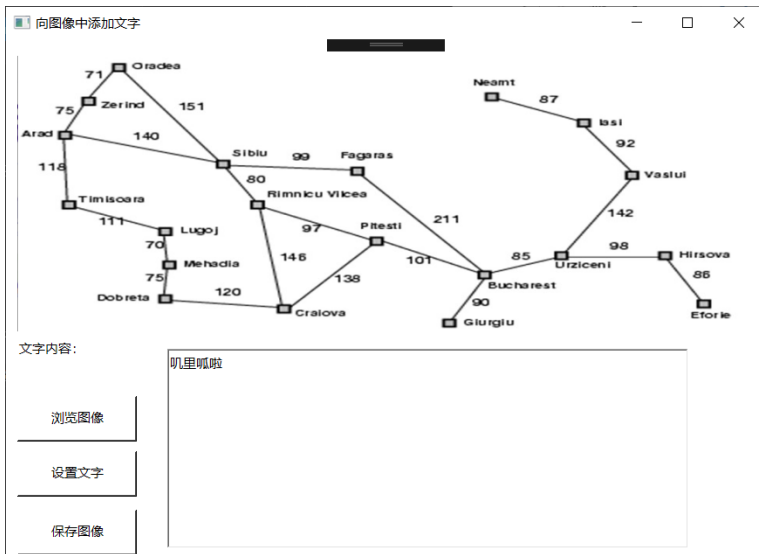 向图像中添加文字
71
Oradea
Neamt
87
75
Zerind
151
Iasi
Arad
140
92
Sibiu
99
Fagaras
118
80
Vaslui
Timisoara
Rimnicu Vilcea
111
Lugoj
97
Pitesti
211
142
70
146
101
85
98
Hirsova
Mehadia
Urziceni
75
138
86
Dobreta
120
Bucharest
90
Craiova
Giurgiu
Eforie
文字内容:
叽里呱啦
浏览图像
设置文字
保存图像